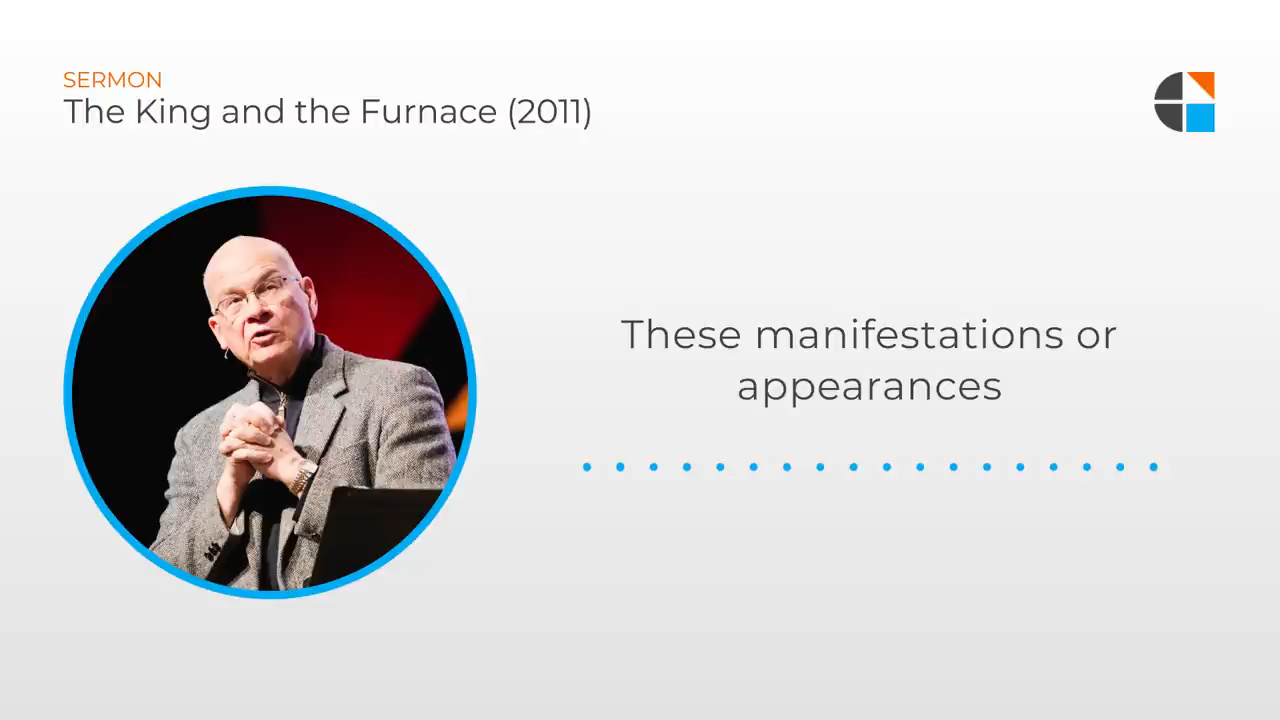 SERMON
The King and the Furnace (2011)
These manifestations or
appearances